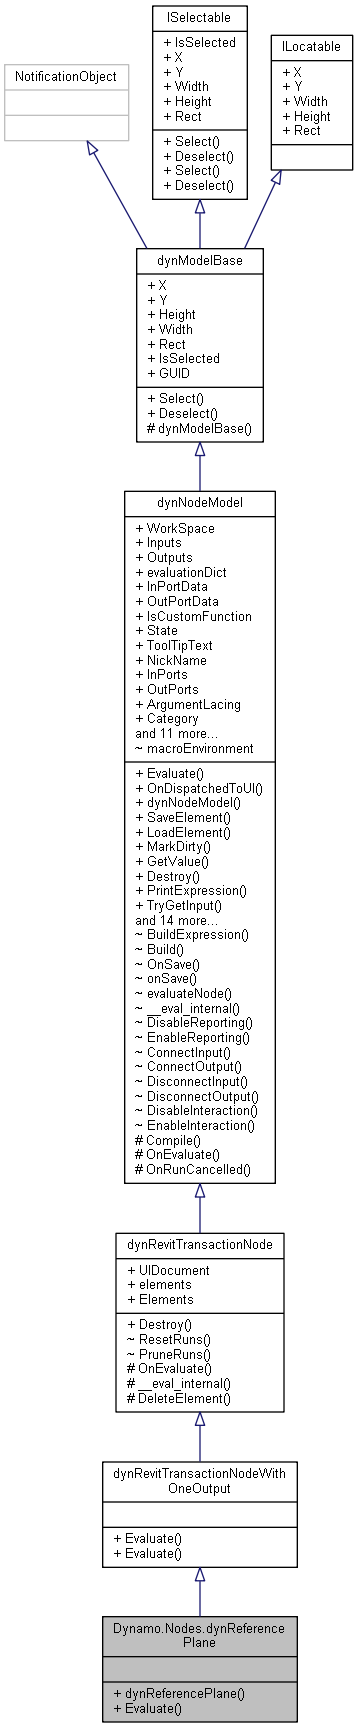 ISelectable
+ IsSelected
+ X
+ Y
+ Width
+ Height
+ Rect
+ Select()
+ Deselect()
+ Select()
+ Deselect()
ILocatable
+ X
+ Y
+ Width
+ Height
+ Rect
NotificationObject
dynModelBase
+ X
+ Y
+ Height
+ Width
+ Rect
+ IsSelected
+ GUID
+ Select()
+ Deselect()
# dynModelBase()
dynNodeModel
+ WorkSpace
+ Inputs
+ Outputs
+ evaluationDict
+ InPortData
+ OutPortData
+ IsCustomFunction
+ State
+ ToolTipText
+ NickName
+ InPorts
+ OutPorts
+ ArgumentLacing
+ Category
and 11 more...
~ macroEnvironment
+ Evaluate()
+ OnDispatchedToUI()
+ dynNodeModel()
+ SaveElement()
+ LoadElement()
+ MarkDirty()
+ GetValue()
+ Destroy()
+ PrintExpression()
+ TryGetInput()
and 14 more...
~ BuildExpression()
~ Build()
~ OnSave()
~ onSave()
~ evaluateNode()
~ __eval_internal()
~ DisableReporting()
~ EnableReporting()
~ ConnectInput()
~ ConnectOutput()
~ DisconnectInput()
~ DisconnectOutput()
~ DisableInteraction()
~ EnableInteraction()
# Compile()
# OnEvaluate()
# OnRunCancelled()
dynRevitTransactionNode
+ UIDocument
+ elements
+ Elements
+ Destroy()
~ ResetRuns()
~ PruneRuns()
# OnEvaluate()
# __eval_internal()
# DeleteElement()
dynRevitTransactionNodeWith
OneOutput
+ Evaluate()
+ Evaluate()
Dynamo.Nodes.dynReference
Plane
+ dynReferencePlane()
+ Evaluate()